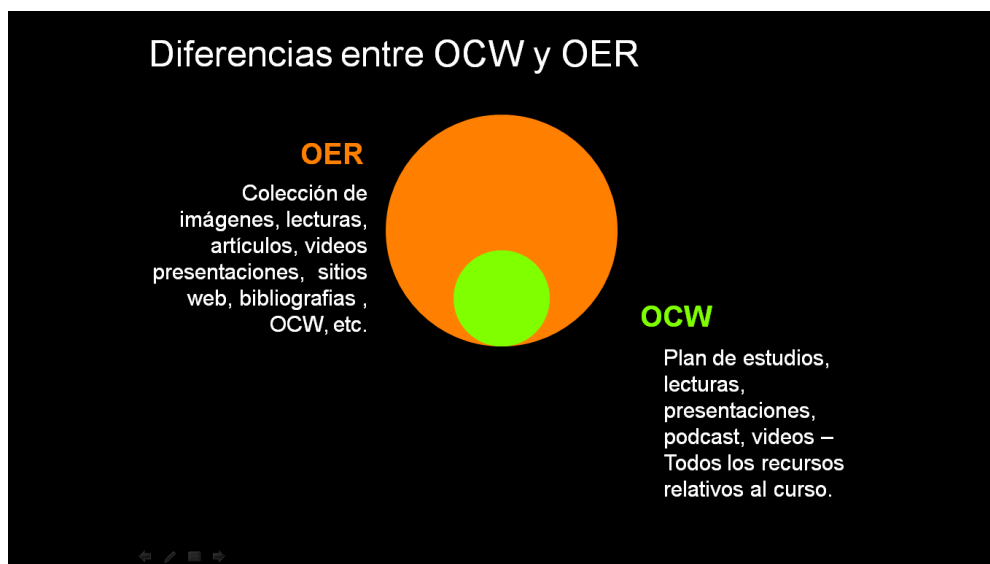 Diferencias entre OCW y OER
OER
Colección de
imágenes, lecturas,
artículos, videos
presentaciones, sitios
web, bibliografias ,
OCW, etc.
OCW
Plan de estudios,
lecturas,
presentaciones,
podcast, videos –
Todos los recursos
relativos al curso.